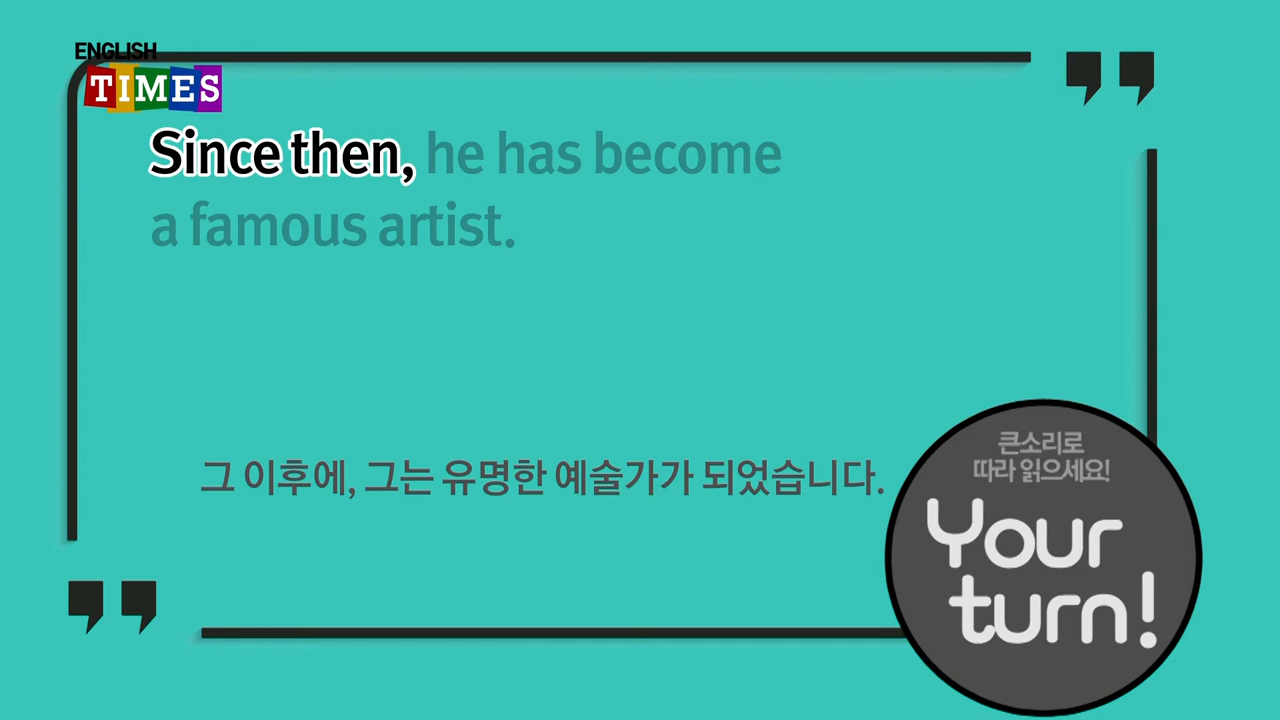 ENGLISH
TIMES
Since then, he has become
a famous artist.
그 이후에, 그는 유명한 예술가가 되었습니다.
큰소리로
따라 읽으세요!
Your
turn!